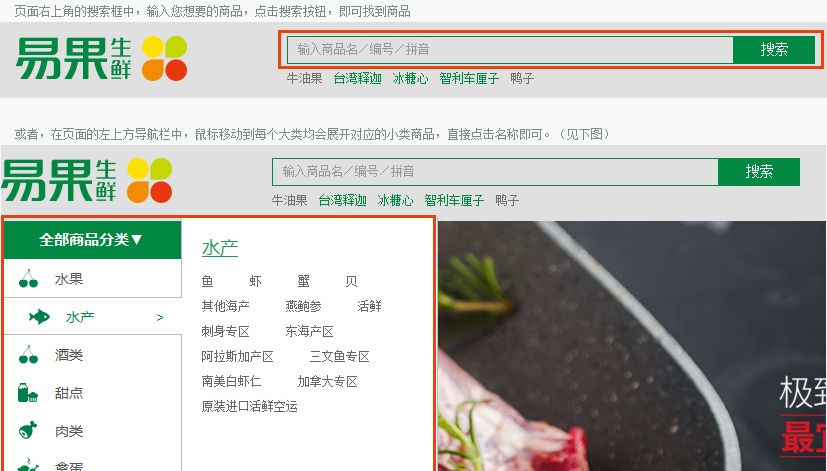 页面右上角的搜索框中，输入您想要的商品，点击搜索按钮，即可找到商品
易果生鲜
输入商品名／编号／拼音 搜索
牛油果 台湾释迦 冰糖心 智利车厘子 鸭子
或者，在页面的左上方导航栏中，鼠标移动到每个大类均会展开对应的小类商品，直接点击名称即可。（见下图）
易果生鲜
输入商品名／编号／拼音 搜索
牛油果 台湾释迦 冰糖心 智利车厘子 鸭子
全部商品分类▼
水果
水产 >
酒类
甜点
肉类
禽蛋
水产
鱼 虾 蟹 贝
其他海产 燕鲍参 活鲜
刺身专区 东海产区
阿拉斯加产区 三文鱼专区
南美白虾仁 加拿大专区
原装进口活鲜空运
极致